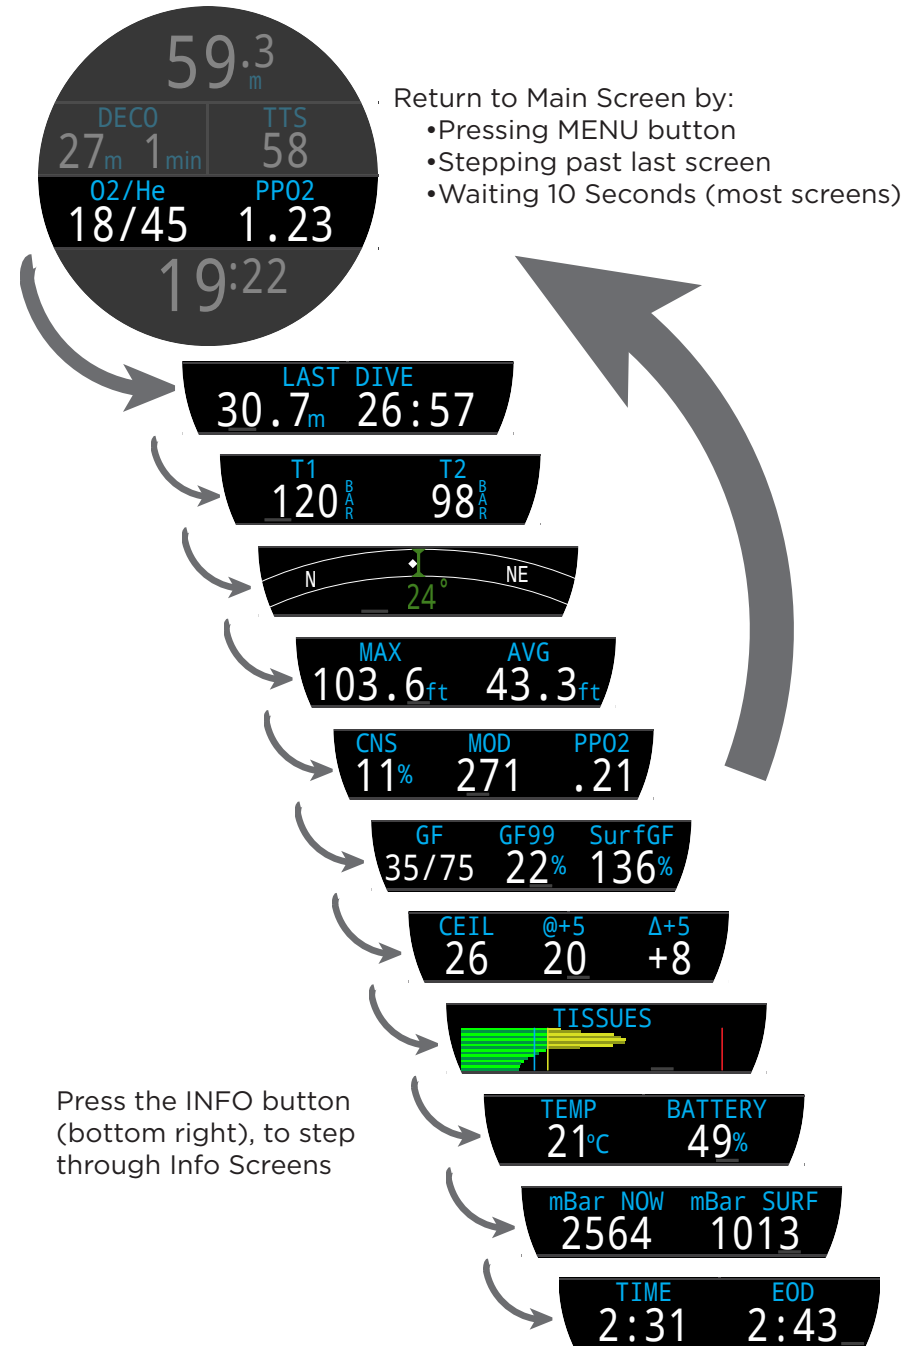 59.3
m
DECO TTS
27m 1min 58
O2/He PPO2
18/45 1.23
19:22
Return to Main Screen by:
•Pressing MENU button
•Stepping past last screen
•Waiting 10 Seconds (most screens)
LAST DIVE
30.7m 26:57
T1 T2
120 BAR 98 BAR
N NE
24°
MAX AVG
103.6ft 43.3ft
CNS MOD PPO2
11% 271 .21
GF GF99 SurfGF
35/75 22% 136%
CEIL @+5 Δ+5
26 20 +8
TISSUES
Press the INFO button
(bottom right), to step
through Info Screens
TEMP BATTERY
21°C 49%
mBar NOW mBar SURF
2564 1013
TIME EOD
2:31 2:43